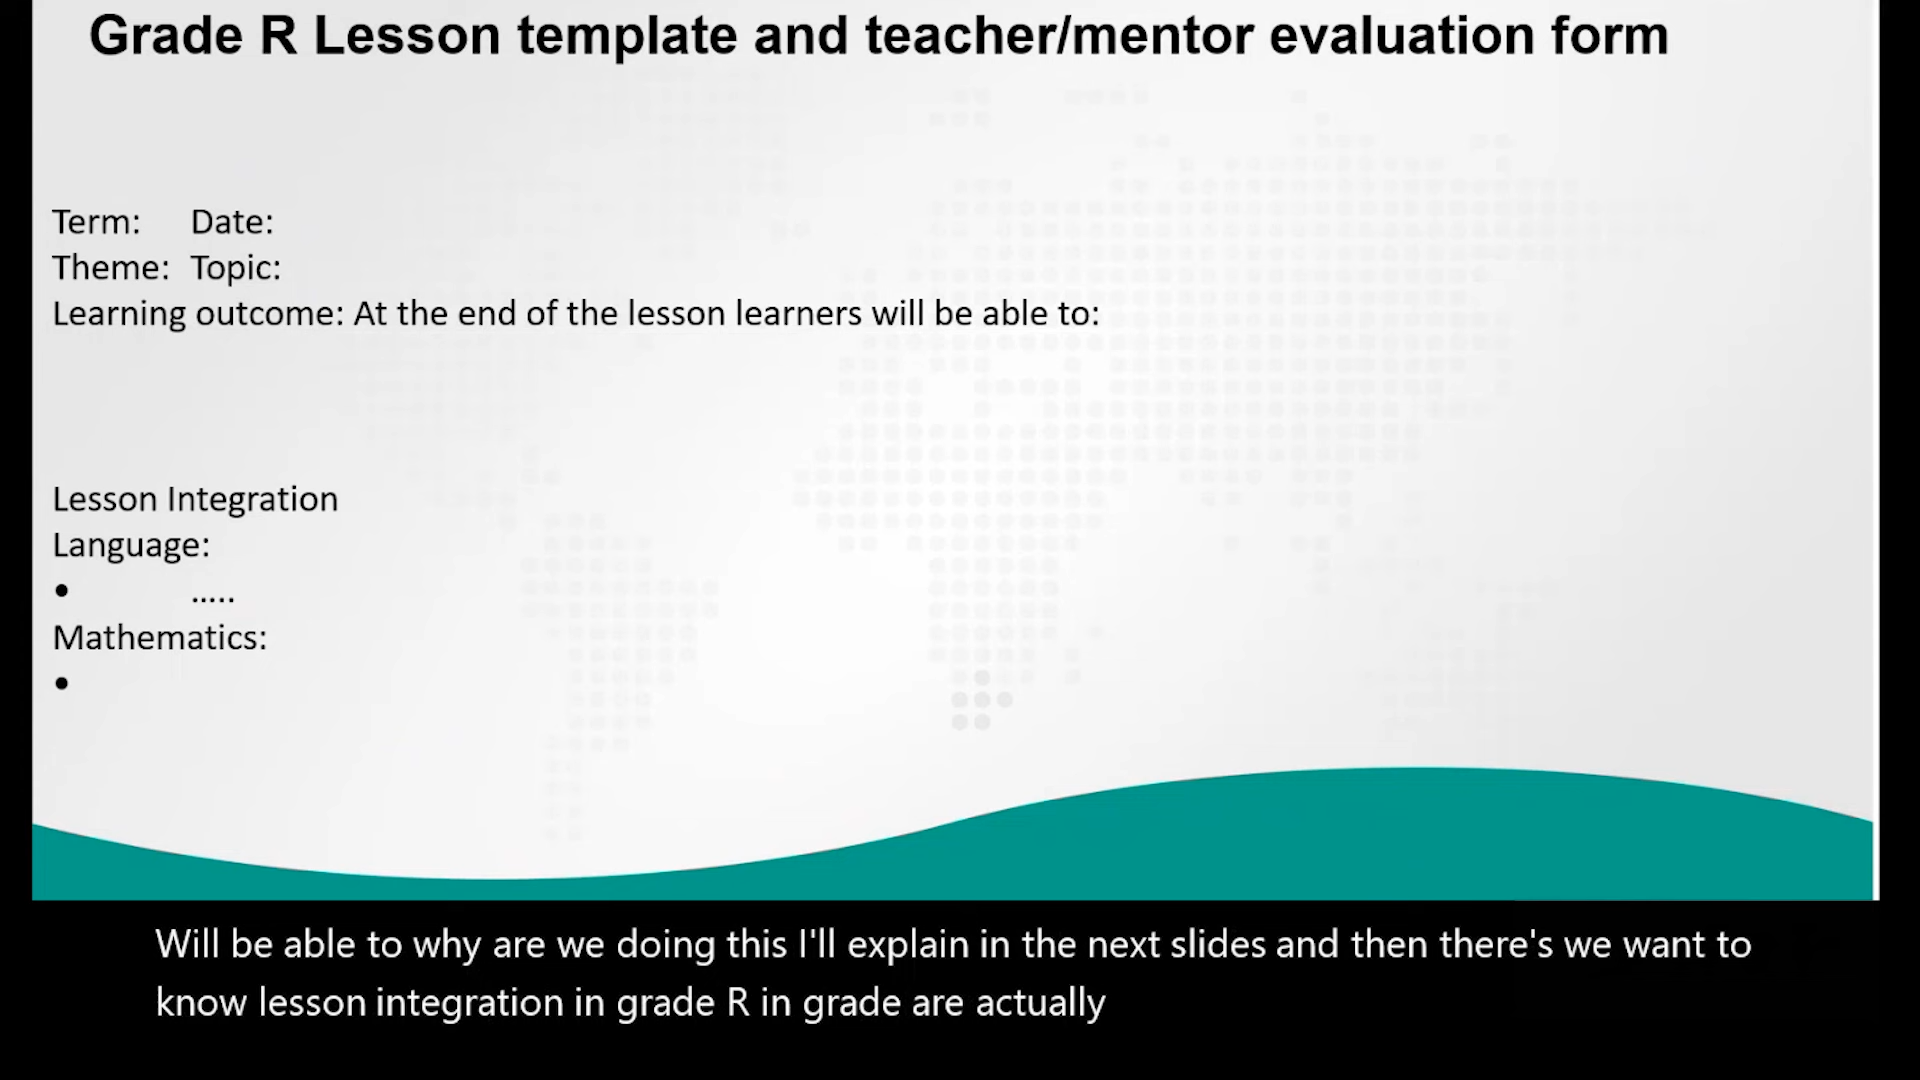 Grade R Lesson template and teacher/mentor evaluation form
Term: Date:
Theme: Topic:
Learning outcome: At the end of the lesson learners will be able to:
Lesson Integration
Language:
• .....
Mathematics:
•
Will be able to why are we doing this I'll explain in the next slides and then there's we want to
know lesson integration in grade R in grade are actually